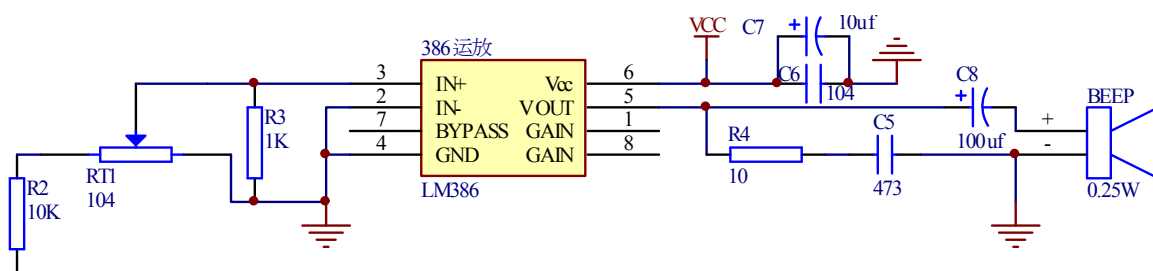 386运放
VCC
C7
10uf
3
IN+
Vcc
6
C6
104
C8
2
IN-
VOUT
5
BEEP
R3
1K
7
BYPASS
GAIN
1
R4
C5
100uf
+
-
4
GND
GAIN
8
R2
10K
RT1
104
LM386
10
473
0.25W